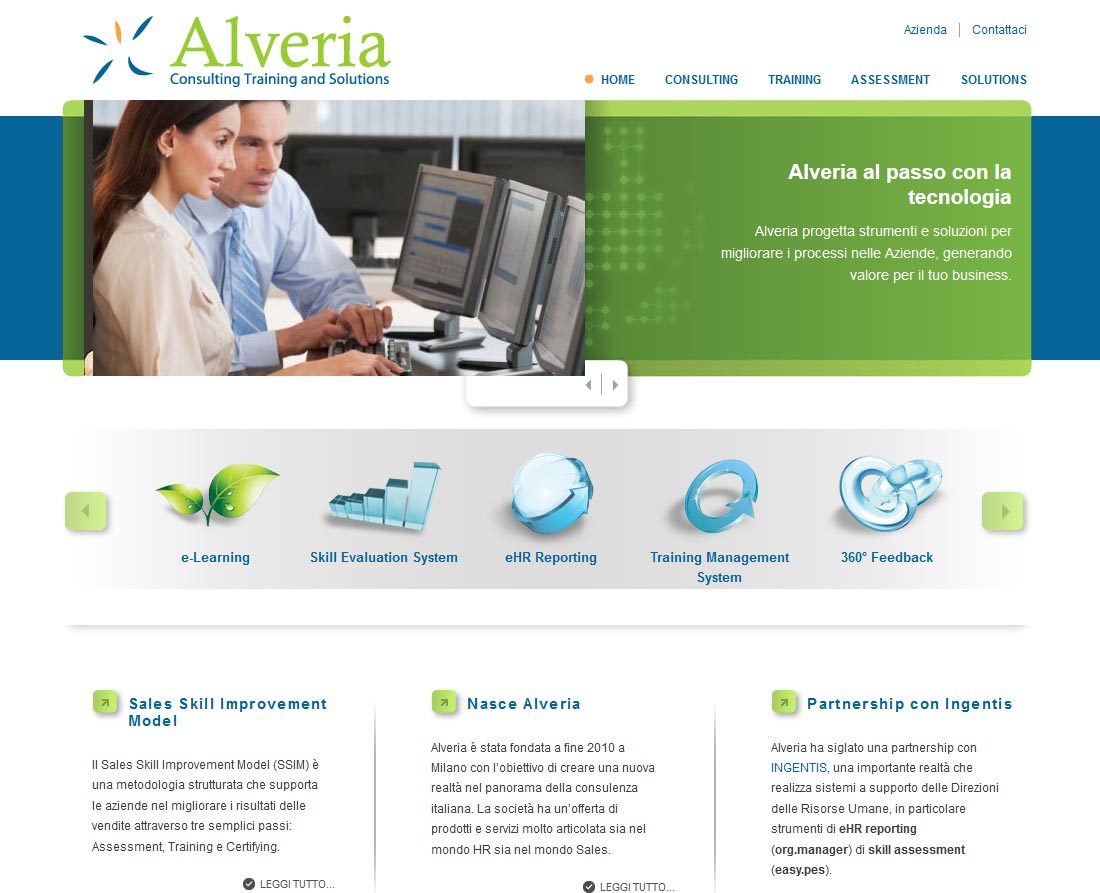 Alveria
Consulting Training and Solutions
Azienda
Contattaci
HOME
CONSULTING
TRAINING
ASSESSMENT
SOLUTIONS
Alveria al passo con la
tecnologia
Alveria progetta strumenti e soluzioni per
migliorare i processi nelle Aziende, generando
valore per il tuo business.
e-Learning
Skill Evaluation System
eHR Reporting
Training Management
System
360° Feedback
Sales Skill Improvement
Model
Il Sales Skill Improvement Model (SSIM) è
una metodologia strutturata che supporta
le aziende nel migliorare i risultati delle
vendite attraverso tre semplici passi:
Assessment, Training e Certifying.
LEGGI TUTTO...
Nasce Alveria
Alveria è stata fondata a fine 2010 a
Milano con l’obiettivo di creare una nuova
realtà nel panorama della consulenza
italiana. La società ha un’offerta di
prodotti e servizi molto articolata sia nel
mondo HR sia nel mondo Sales.
LEGGI TUTTO...
Partnership con Ingentis
Alveria ha siglato una partnership con
INGENTIS, una importante realtà che
realizza sistemi a supporto delle Direzioni
delle Risorse Umane, in particolare
strumenti di eHR reporting
(org.manager) di skill assessment
(easy.pes).